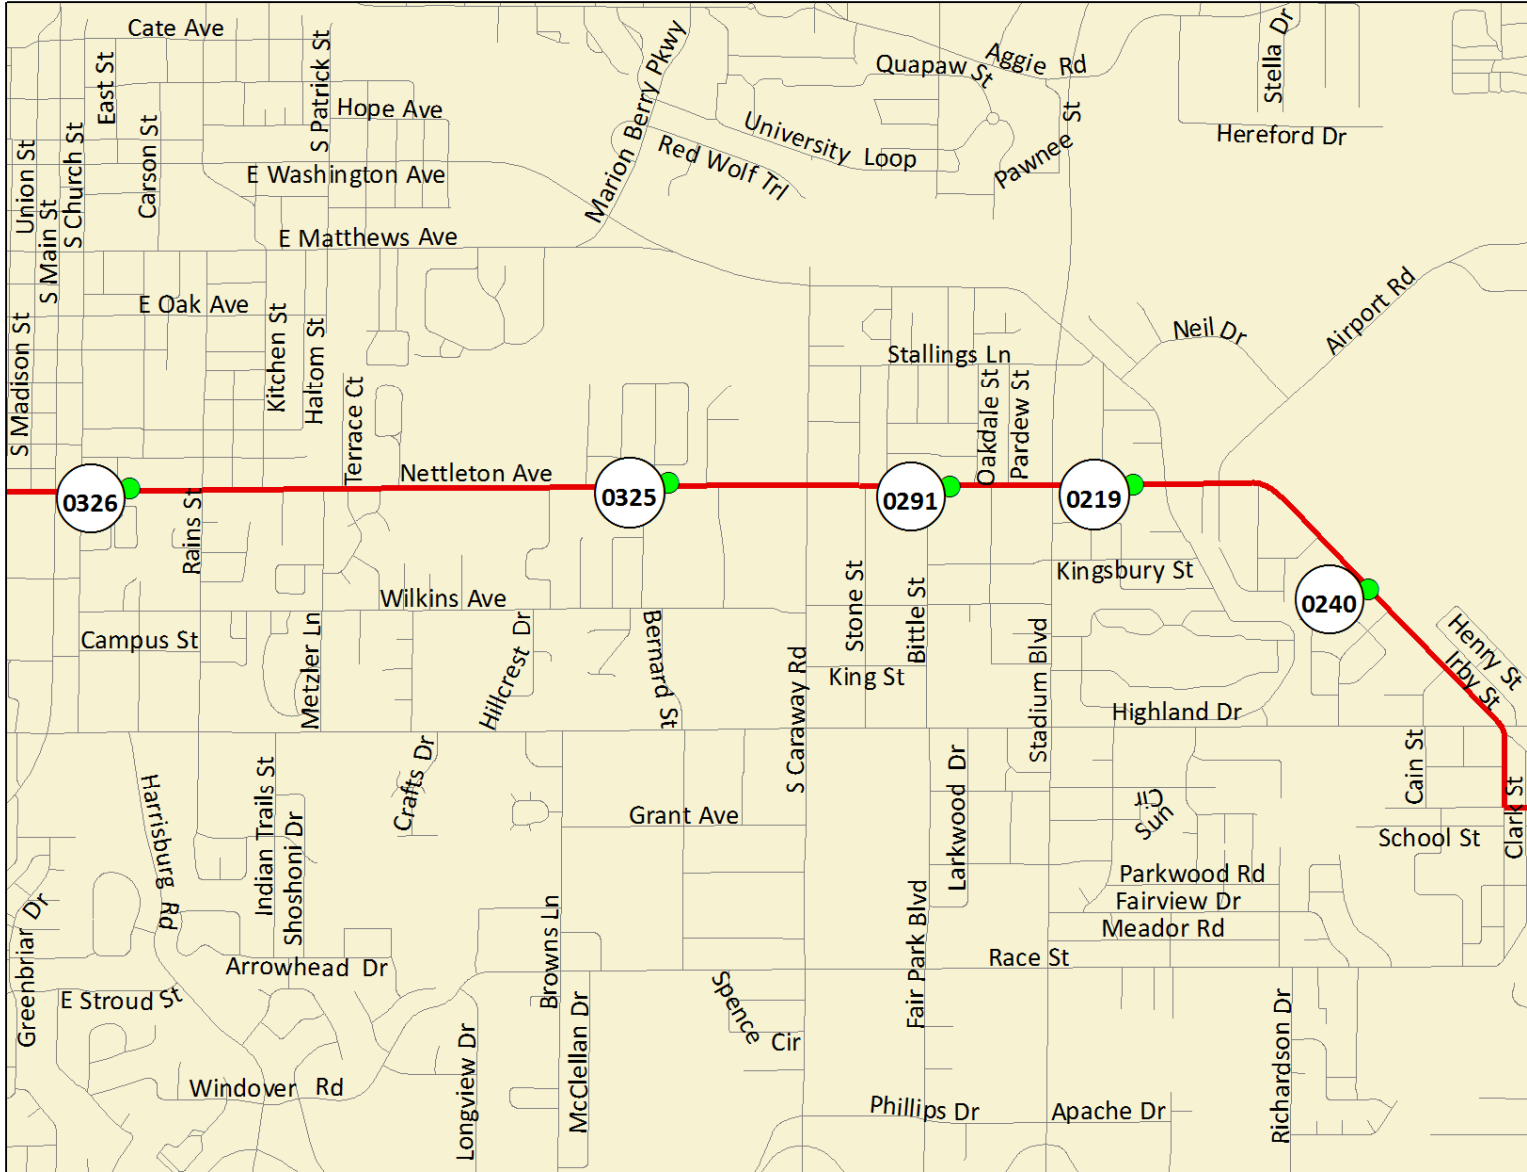 Cate Ave
East St
S Patrick St
Hope Ave
Marion Berry Pkwy
Quapaw St
Aggie Rd
Stella Dr
Hereford Dr
Pawnee St
University Loop
Red Wolf Trl
Union St
S Main St
S Church St
Carson St
E Washington Ave
E Matthews Ave
E Oak Ave
S Madison St
Kitchen St
Halton St
Terrace Ct
Nettleton Ave
Stallings Ln
Oakdale St
Pardew St
Neil Dr
Airport Rd
0326
0325
0291
0219
0240
Rains St
Wilkins Ave
Campus St
Metzler Ln
Hillcrest Dr
Bernard St
Stone St
Bittle St
King St
Kingsbury St
Stadium Blvd
S Caraway Rd
Highland Dr
Henry St
Irby St
Cain St
Clark St
School St
Harrisburg Rd
Indian Trails St
Shoshoni Dr
Crafts Dr
Grant Ave
Larkwood Dr
Sun Cir
Parkwood Rd
Fairview Dr
Meador Rd
Race St
Fair Park Blvd
Greenbriar Dr
Arrowhead Dr
E Stroud St
Browns Ln
McClellan Dr
Longview Dr
Windover Rd
Spence Cir
Phillips Dr
Apache Dr
Richardson Dr